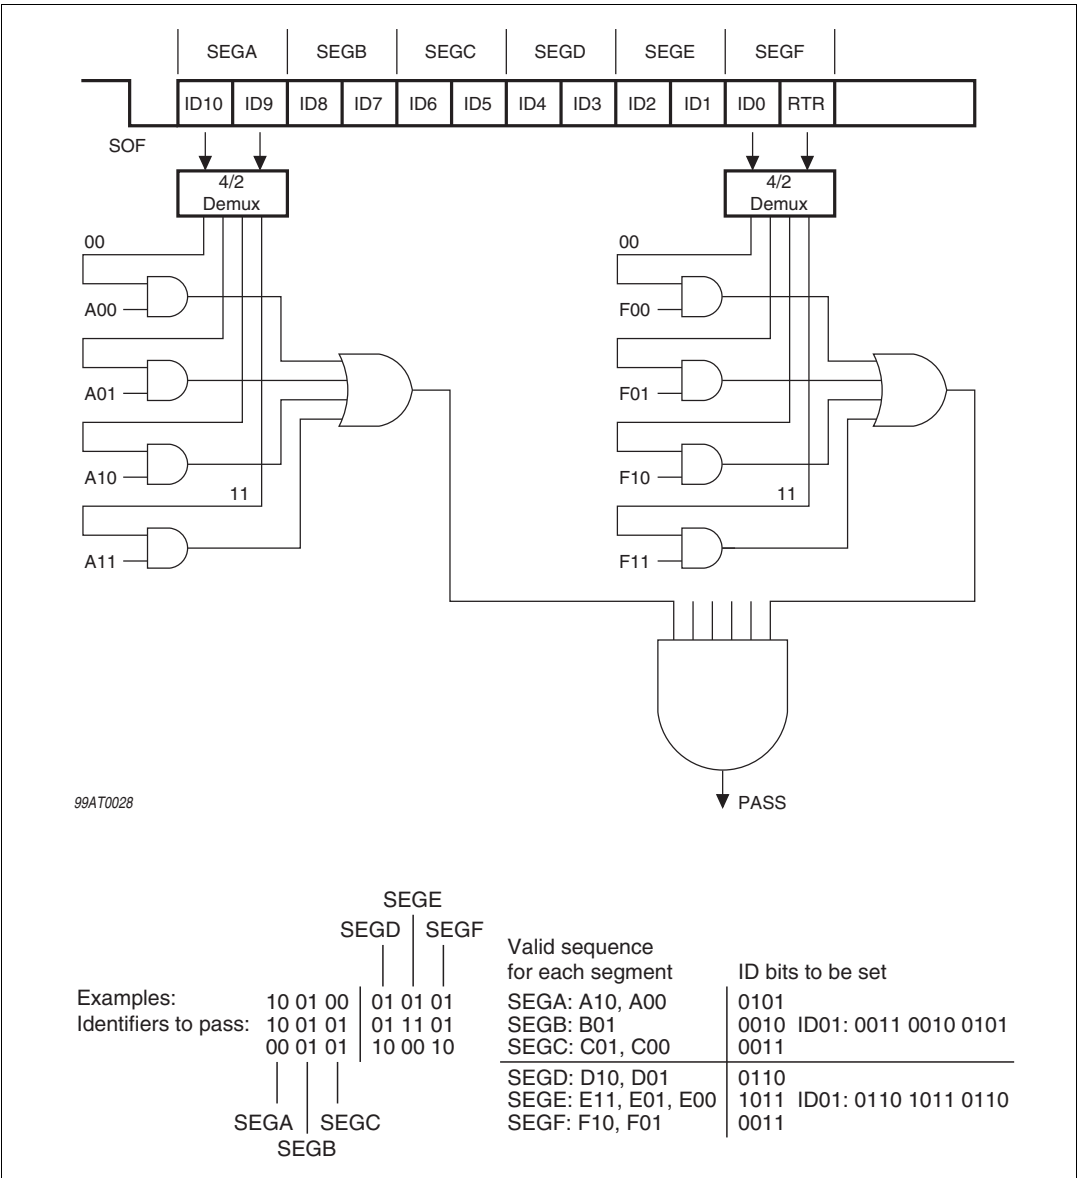 SEGA SEGB SEGC SEGD SEGE SEGF
ID10 ID9 ID8 ID7 ID6 ID5 ID4 ID3 ID2 ID1 ID0 RTR
SOF
4/2 Demux
4/2 Demux
00
00
A00
F00
A01
F01
A10
F10
11
11
A11
F11
PASS
99AT0028
SEGE
SEGD SEGF
Valid sequence
for each segment ID bits to be set
Examples: 10 01 00 01 01 01 SEGA: A10, A00 0101
Identifiers to pass: 10 01 01 01 11 01 SEGB: B01 0010 ID01: 0011 0010 0101
00 01 01 10 00 10 SEGC: C01, C00 0011
SEGD: D10, D01 0110
SEGE: E11, E01, E00 1011 ID01: 0110 1011 0110
SEGF: F10, F01 0011
SEGA SEGC
SEGB